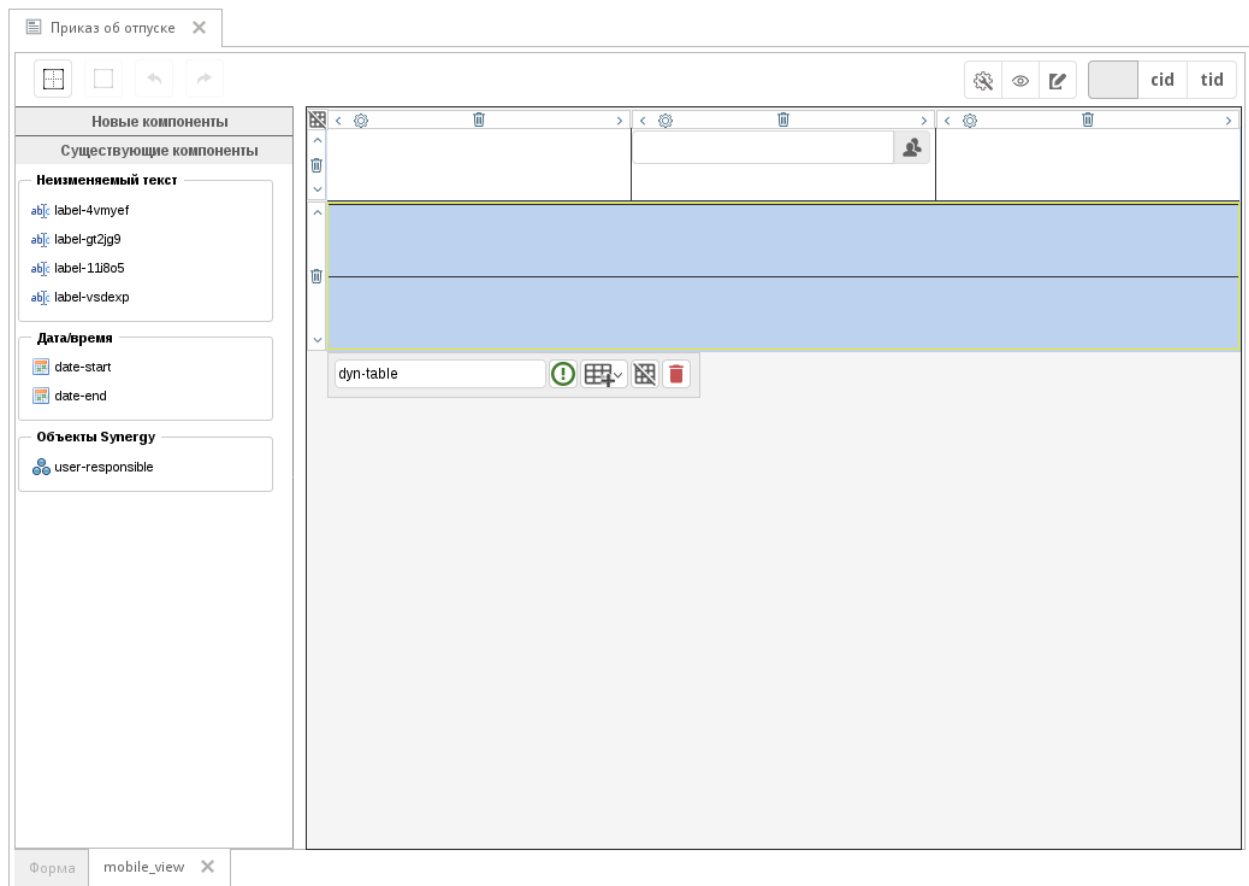 Приказ об отпуске
cid tid
Новые компоненты
Существующие компоненты
Неизменяемый текст
label-4vmyef
label-gt2jg9
label-11i8o5
label-vsdexp
Дата/время
date-start
date-end
Объекты Synergy
user-responsible
dyn-table
Форма mobile_view